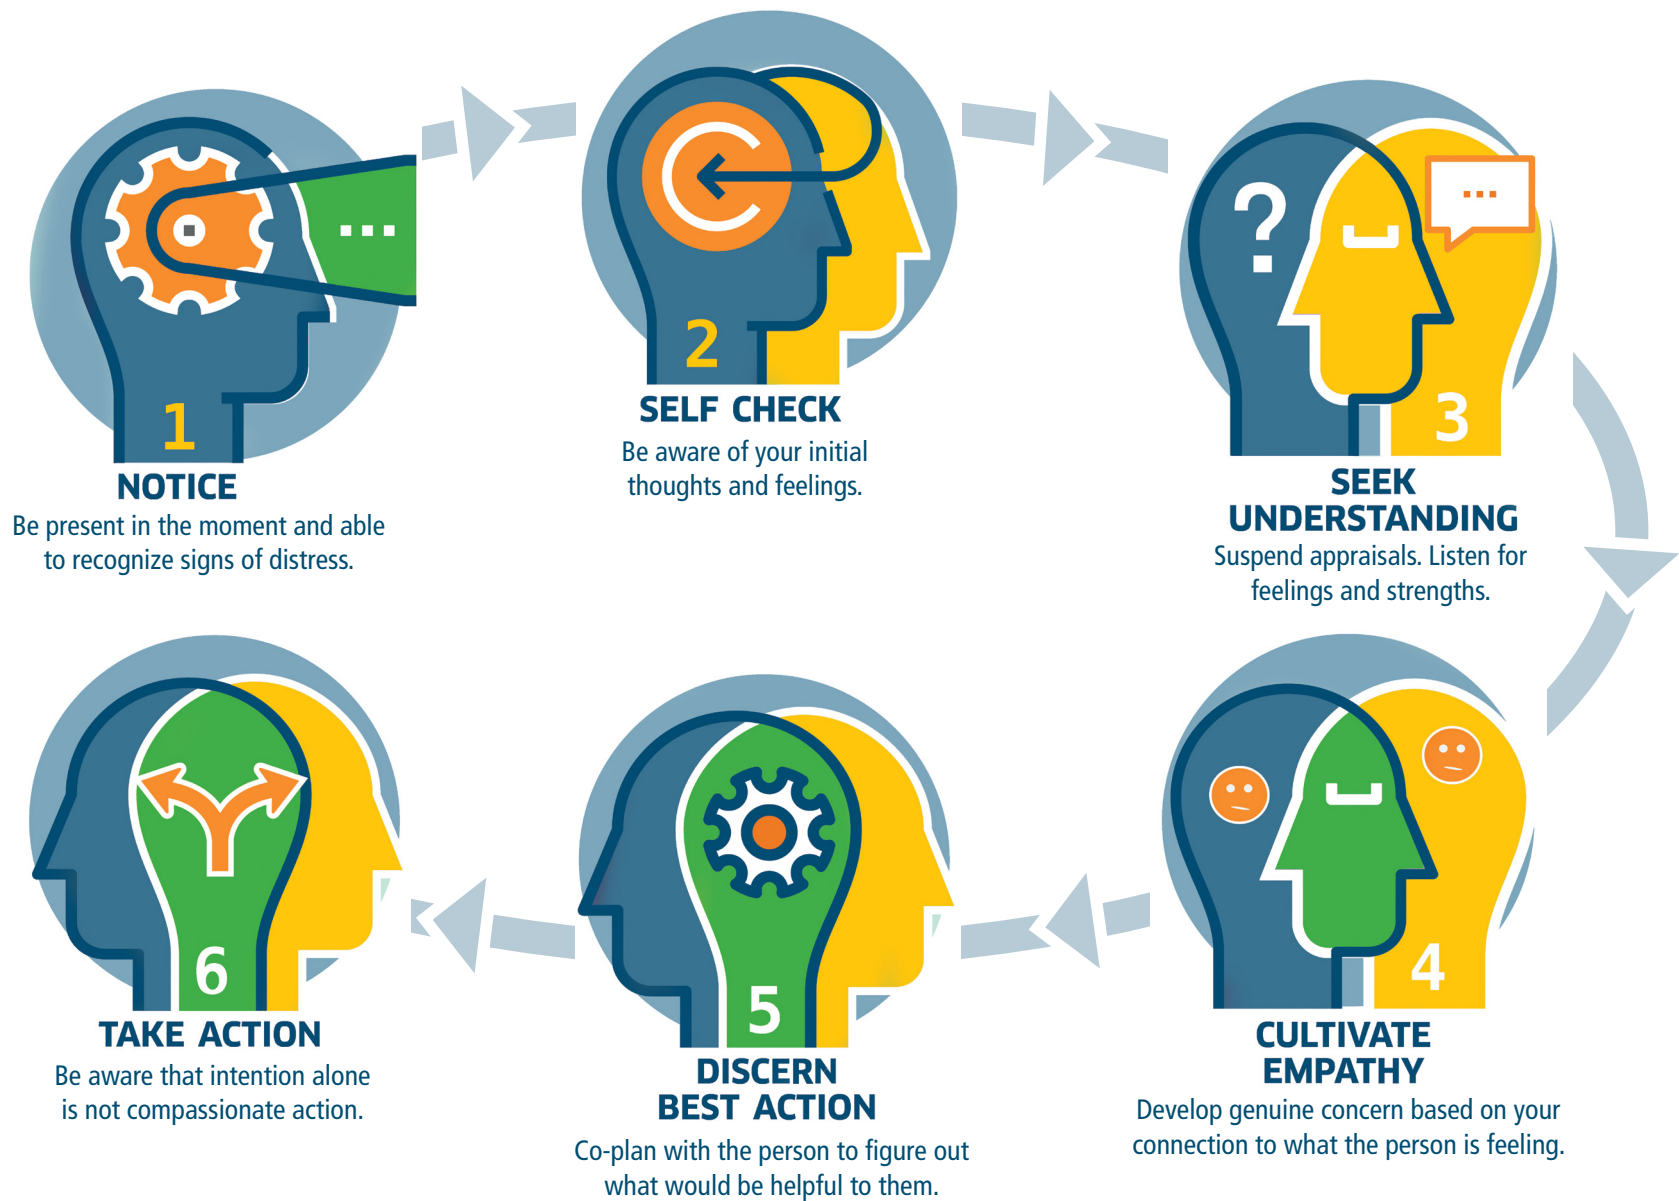 1
NOTICE
Be present in the moment and able
to recognize signs of distress.
2
SELF CHECK
Be aware of your initial
thoughts and feelings.
?
3
SEEK
UNDERSTANDING
Suspend appraisals. Listen for
feelings and strengths.
4
CULTIVATE
EMPATHY
Develop genuine concern based on your
connection to what the person is feeling.
5
DISCERN
BEST ACTION
Co-plan with the person to figure out
what would be helpful to them.
6
TAKE ACTION
Be aware that intention alone
is not compassionate action.